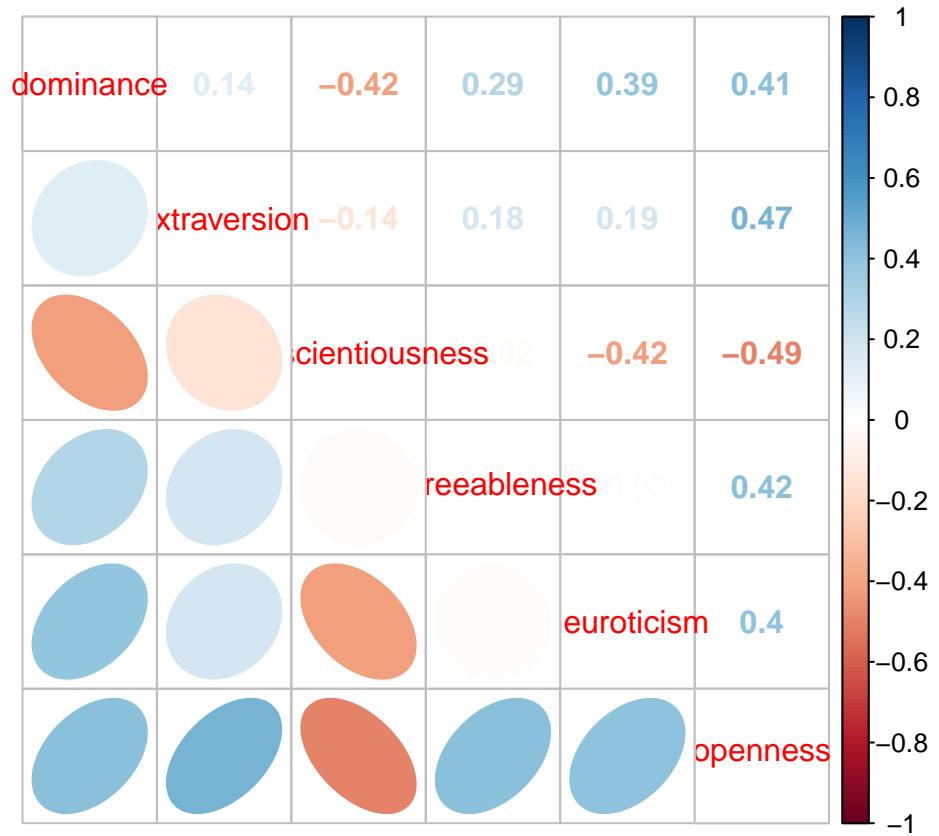 dominance 0.14 −0.42 0.29 0.39 0.41
xtraversion −0.14 0.18 0.19 0.47
scientiousness −0.42 −0.49
reeableness 0.42
euroticism 0.4
openness
1
0.8
0.6
0.4
0.2
0
−0.2
−0.4
−0.6
−0.8
−1